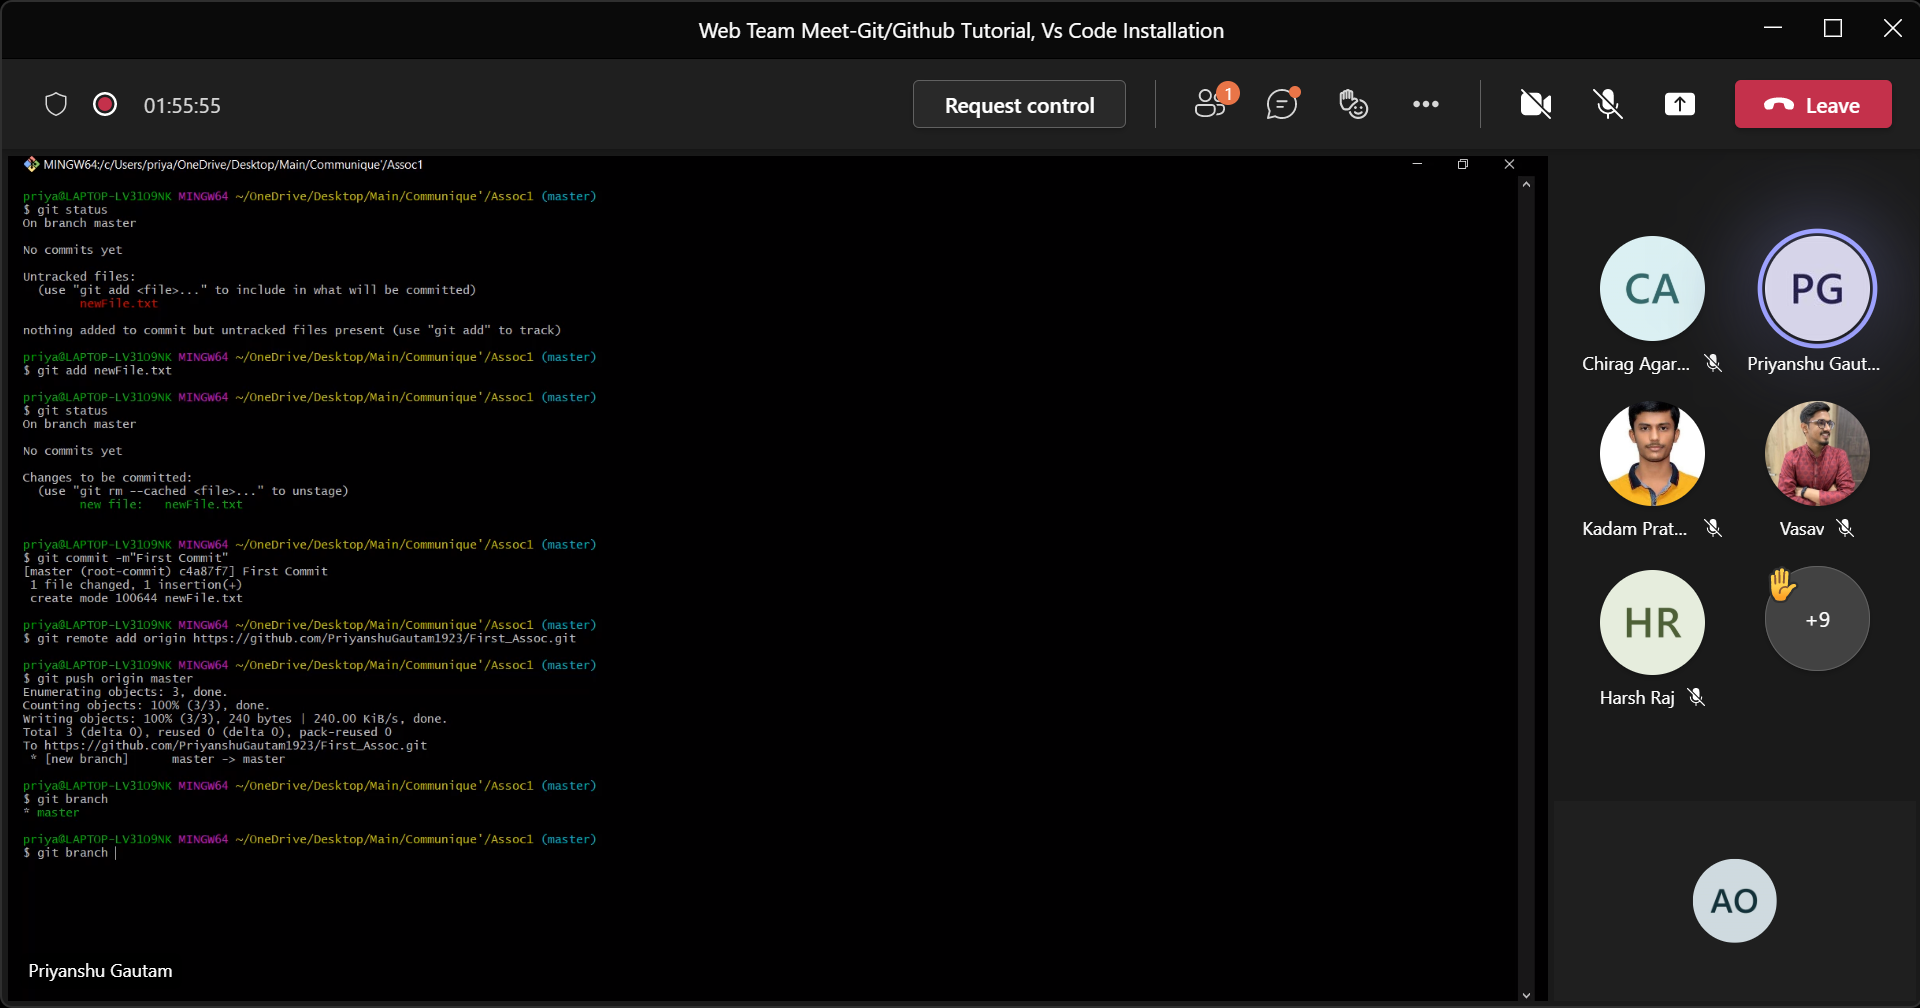 Web Team Meet-Git/Github Tutorial, Vs Code Installation
01:55:55
Request control
1
Leave
MINGW64:/c/Users/priya/OneDrive/Desktop/Main/Communique'/Assoc1
priya@LAPTOP-LV31O9NK MINGW64 ~/OneDrive/Desktop/Main/Communique'/Assoc1 (master)
$ git status
On branch master
No commits yet
Untracked files:
(use "git add <file>..." to include in what will be committed)
newFile.txt
nothing added to commit but untracked files present (use "git add" to track)
priya@LAPTOP-LV31O9NK MINGW64 ~/OneDrive/Desktop/Main/Communique'/Assoc1 (master)
$ git add newFile.txt
priya@LAPTOP-LV31O9NK MINGW64 ~/OneDrive/Desktop/Main/Communique'/Assoc1 (master)
$ git status
On branch master
No commits yet
Changes to be committed:
(use "git rm --cached <file>..." to unstage)
new file:   newFile.txt
priya@LAPTOP-LV31O9NK MINGW64 ~/OneDrive/Desktop/Main/Communique'/Assoc1 (master)
$ git commit -m"First Commit"
[master (root-commit) c4a87f7] First Commit
1 file changed, 1 insertion(+)
create mode 100644 newFile.txt
priya@LAPTOP-LV31O9NK MINGW64 ~/OneDrive/Desktop/Main/Communique'/Assoc1 (master)
$ git remote add origin https://github.com/PriyanshuGautam1923/First_Assoc.git
priya@LAPTOP-LV31O9NK MINGW64 ~/OneDrive/Desktop/Main/Communique'/Assoc1 (master)
$ git push origin master
Enumerating objects: 3, done.
Counting objects: 100% (3/3), done.
Writing objects: 100% (3/3), 240 bytes | 240.00 KiB/s, done.
Total 3 (delta 0), reused 0 (delta 0), pack-reused 0
To https://github.com/PriyanshuGautam1923/First_Assoc.git
* [new branch]      master -> master
priya@LAPTOP-LV31O9NK MINGW64 ~/OneDrive/Desktop/Main/Communique'/Assoc1 (master)
$ git branch
* master
priya@LAPTOP-LV31O9NK MINGW64 ~/OneDrive/Desktop/Main/Communique'/Assoc1 (master)
$ git branch
Priyanshu Gautam
CA
PG
Chirag Agar...
Priyanshu Gaut...
Kadam Prat...
Vasav
HR
+9
Harsh Raj
AO